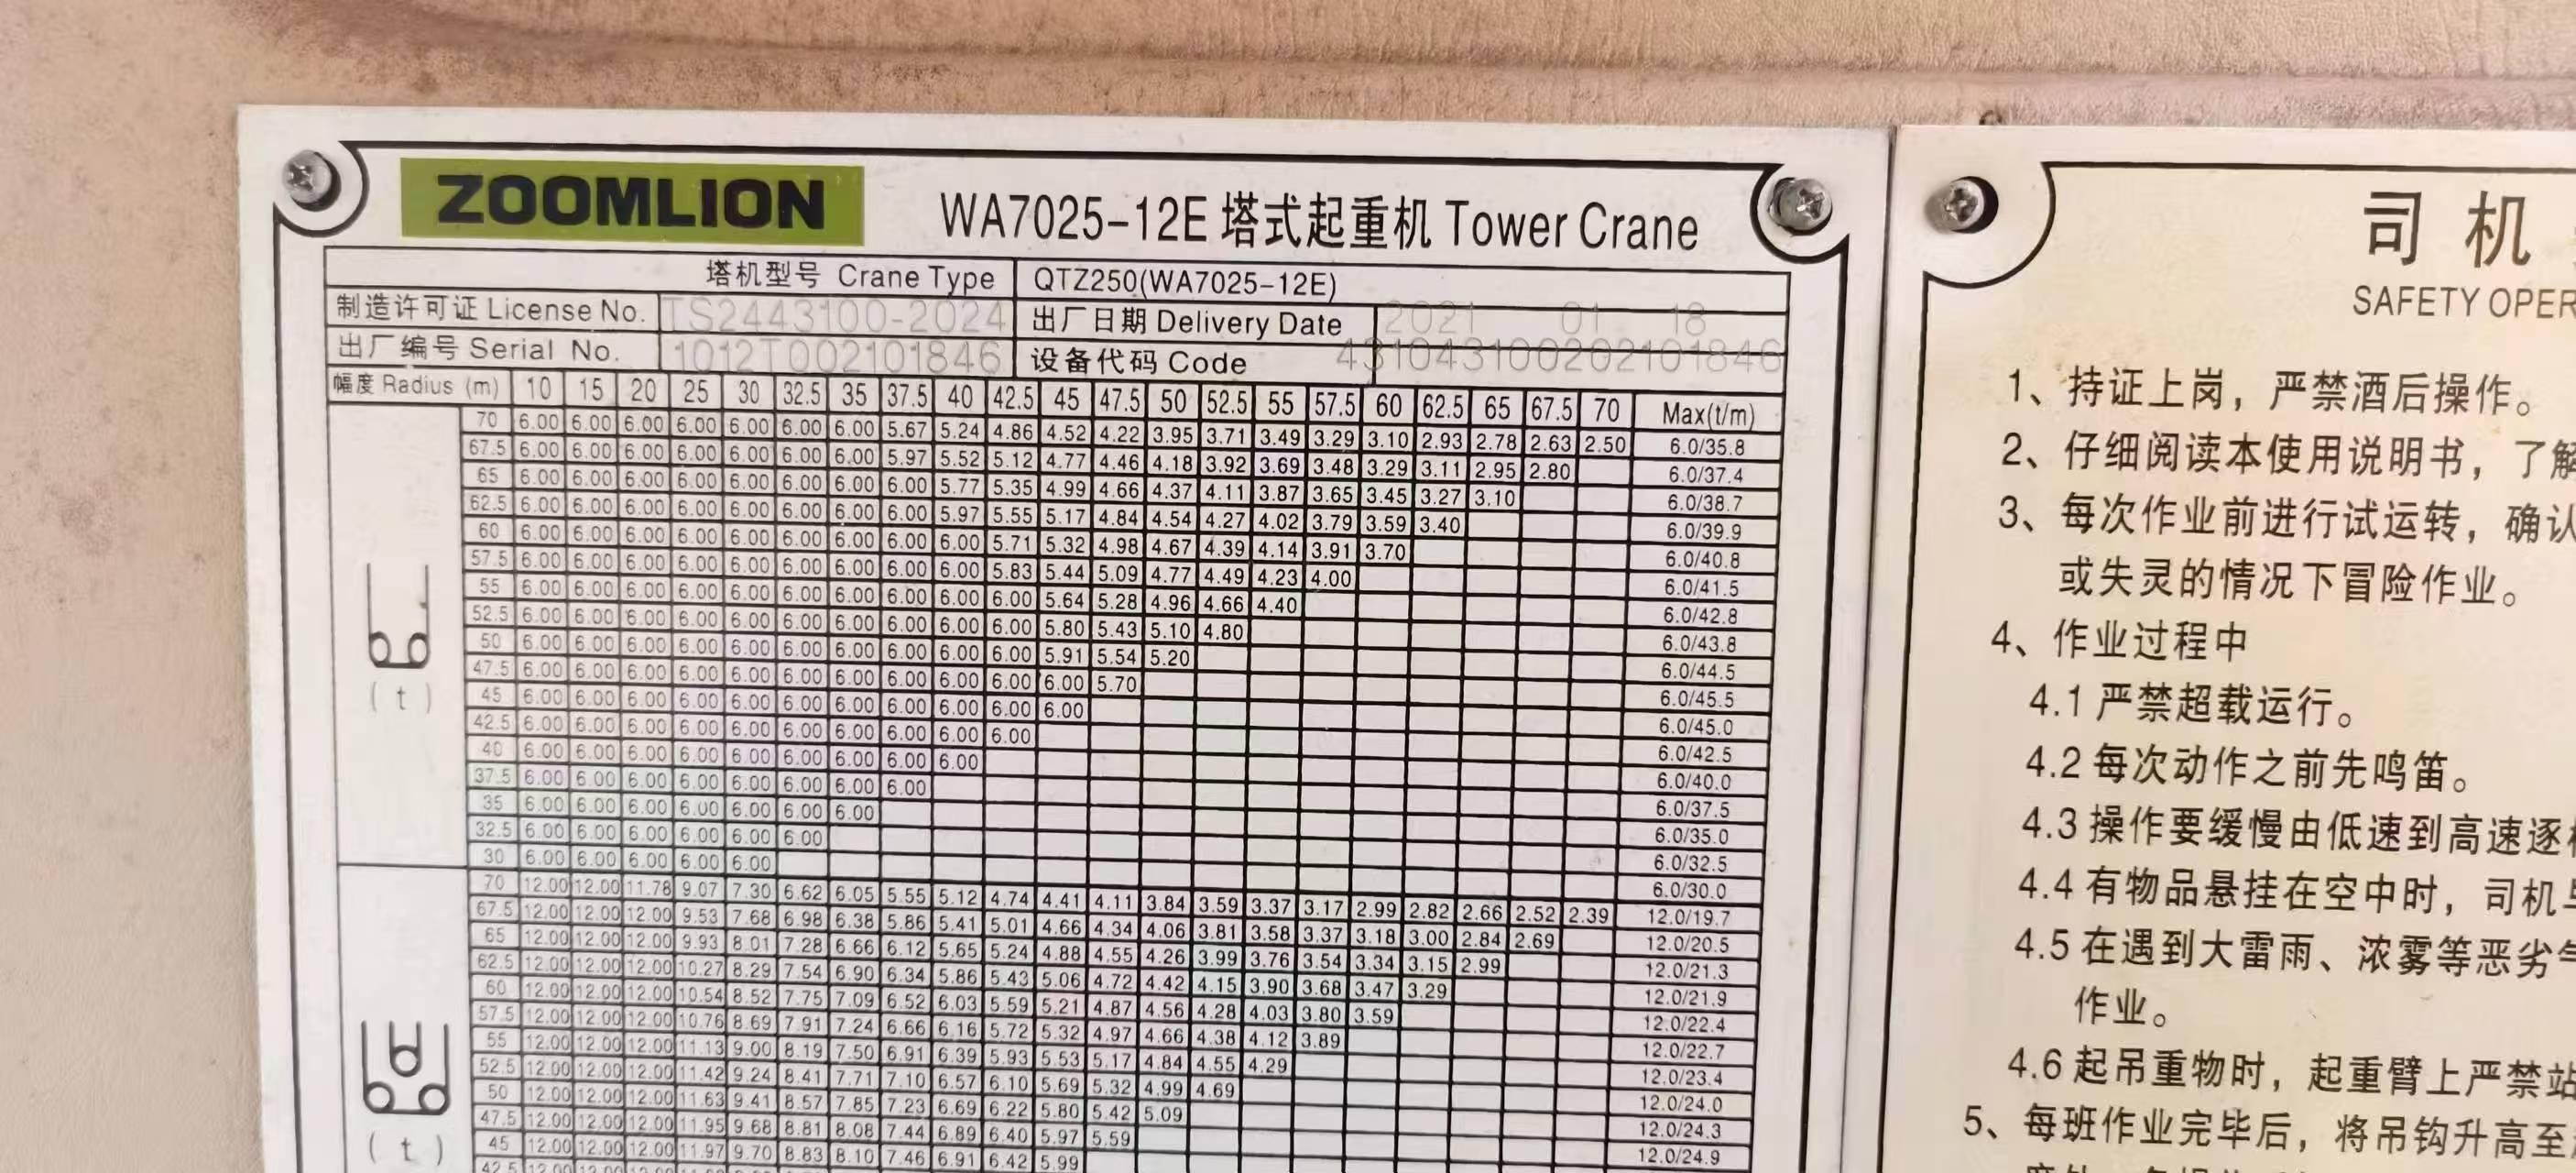 ZOOMLION
WA7025-12E 塔式起重机 Tower Crane
塔机型号 Crane Type QTZ250(WA7025-12E)
制造许可证 License No. TS2443100-2024 出厂日期 Delivery Date 2021 01 18
出厂编号 Serial No. 1012T002101846 设备代码 Code 431043100202101846
幅度 Radius (m) 10 15 20 25 30 32.5 35 37.5 40 42.5 45 47.5 50 52.5 55 57.5 60 62.5 65 67.5 70 Max(t/m)
70 6.00 6.00 6.00 6.00 6.00 6.00 6.00 5.67 5.24 4.86 4.52 4.22 3.95 3.71 3.49 3.29 3.10 2.93 2.78 2.63 2.50 6.0/35.8
67.5 6.00 6.00 6.00 6.00 6.00 6.00 6.00 5.97 5.52 5.12 4.77 4.46 4.18 3.92 3.69 3.48 3.29 3.11 2.95 2.80 6.0/37.4
65 6.00 6.00 6.00 6.00 6.00 6.00 6.00 6.00 5.77 5.35 4.99 4.66 4.37 4.11 3.87 3.65 3.45 3.27 3.10 6.0/38.7
62.5 6.00 6.00 6.00 6.00 6.00 6.00 6.00 6.00 5.97 5.55 5.17 4.84 4.54 4.27 4.02 3.79 3.59 3.40 6.0/39.9
60 6.00 6.00 6.00 6.00 6.00 6.00 6.00 6.00 6.00 5.71 5.32 4.98 4.67 4.39 4.14 3.91 3.70 6.0/40.8
57.5 6.00 6.00 6.00 6.00 6.00 6.00 6.00 6.00 6.00 5.83 5.44 5.09 4.77 4.49 4.23 4.00 6.0/41.5
55 6.00 6.00 6.00 6.00 6.00 6.00 6.00 6.00 6.00 6.00 5.64 5.28 4.96 4.66 4.40 6.0/42.8
52.5 6.00 6.00 6.00 6.00 6.00 6.00 6.00 6.00 6.00 6.00 5.80 5.43 5.10 4.80 6.0/43.8
50 6.00 6.00 6.00 6.00 6.00 6.00 6.00 6.00 6.00 6.00 5.91 5.54 5.20 6.0/44.5
47.5 6.00 6.00 6.00 6.00 6.00 6.00 6.00 6.00 6.00 6.00 6.00 5.70 6.0/45.5
45 6.00 6.00 6.00 6.00 6.00 6.00 6.00 6.00 6.00 6.00 6.00 6.0/45.0
42.5 6.00 6.00 6.00 6.00 6.00 6.00 6.00 6.00 6.00 6.00 6.0/42.5
40 6.00 6.00 6.00 6.00 6.00 6.00 6.00 6.00 6.00 6.0/40.0
37.5 6.00 6.00 6.00 6.00 6.00 6.00 6.00 6.00 6.0/37.5
35 6.00 6.00 6.00 6.00 6.00 6.00 6.00 6.0/35.0
32.5 6.00 6.00 6.00 6.00 6.00 6.00 6.0/32.5
30 6.00 6.00 6.00 6.00 6.00 6.0/30.0
(t)
70 12.00 12.00 11.78 9.07 7.30 6.62 6.05 5.55 5.12 4.74 4.41 4.11 3.84 3.59 3.37 3.17 2.99 2.82 2.66 2.52 2.39 12.0/19.7
67.5 12.00 12.00 12.00 9.53 7.68 6.98 6.38 5.86 5.41 5.01 4.66 4.34 4.06 3.81 3.58 3.37 3.18 3.00 2.84 2.69 12.0/20.5
65 12.00 12.00 12.00 9.93 8.01 7.28 6.66 6.12 5.65 5.24 4.88 4.55 4.26 3.99 3.76 3.54 3.34 3.15 2.99 12.0/21.3
62.5 12.00 12.00 12.00 10.27 8.29 7.54 6.90 6.34 5.86 5.43 5.06 4.72 4.42 4.15 3.90 3.68 3.47 3.29 12.0/21.9
60 12.00 12.00 12.00 10.54 8.52 7.75 7.09 6.52 6.03 5.59 5.21 4.87 4.56 4.28 4.03 3.80 3.59 12.0/22.4
57.5 12.00 12.00 12.00 10.76 8.69 7.91 7.24 6.66 6.16 5.72 5.32 4.97 4.66 4.38 4.12 3.89 12.0/22.7
55 12.00 12.00 12.00 11.13 9.00 8.19 7.50 6.91 6.39 5.93 5.53 5.17 4.84 4.55 4.29 12.0/23.4
52.5 12.00 12.00 12.00 11.42 9.24 8.41 7.71 7.10 6.57 6.10 5.69 5.32 4.99 4.69 12.0/24.0
50 12.00 12.00 12.00 11.63 9.41 8.57 7.85 7.23 6.69 6.22 5.80 5.42 5.09 12.0/24.3
47.5 12.00 12.00 12.00 11.95 9.68 8.81 8.08 7.44 6.89 6.40 5.97 5.59 12.0/24.9
45 12.00 12.00 12.00 11.97 9.70 8.83 8.10 7.46 6.91 6.42 5.99
42.5 12.00 12.00 12.00
(t)
司机
SAFETY OPER
1、持证上岗，严禁酒后操作。
2、仔细阅读本使用说明书，了解
3、每次作业前进行试运转，确认
或失灵的情况下冒险作业。
4、作业过程中
4.1 严禁超载运行。
4.2 每次动作之前先鸣笛。
4.3 操作要缓慢由低速到高速逐
4.4 有物品悬挂在空中时，司机
4.5 在遇到大雷雨、浓雾等恶劣
作业。
4.6 起吊重物时，起重臂上严禁站
5、每班作业完毕后，将吊钩升高至